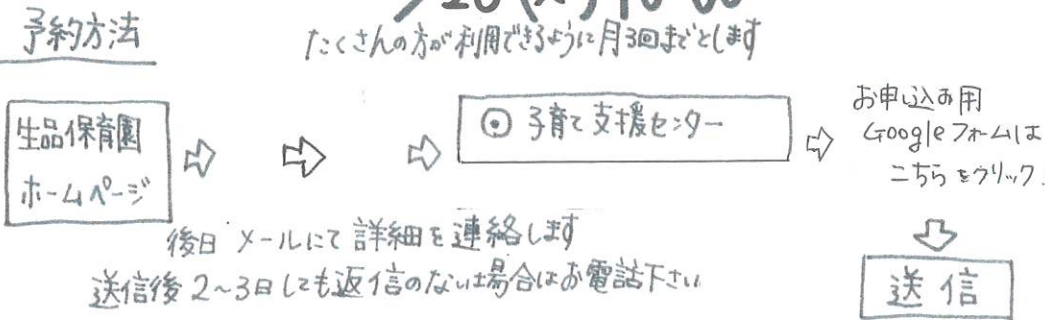 予約方法
たくさんの方が利用できるように月3回までとします
生品保育園
ホームページ
⇨ ⇨ ⇨
◉ 子育て支援センター
⇨
お申し込み用
Googleフォームは
こちらをクリック
後日 メールにて詳細を連絡します
送信後2~3日しても返信のない場合はお電話下さい
送信